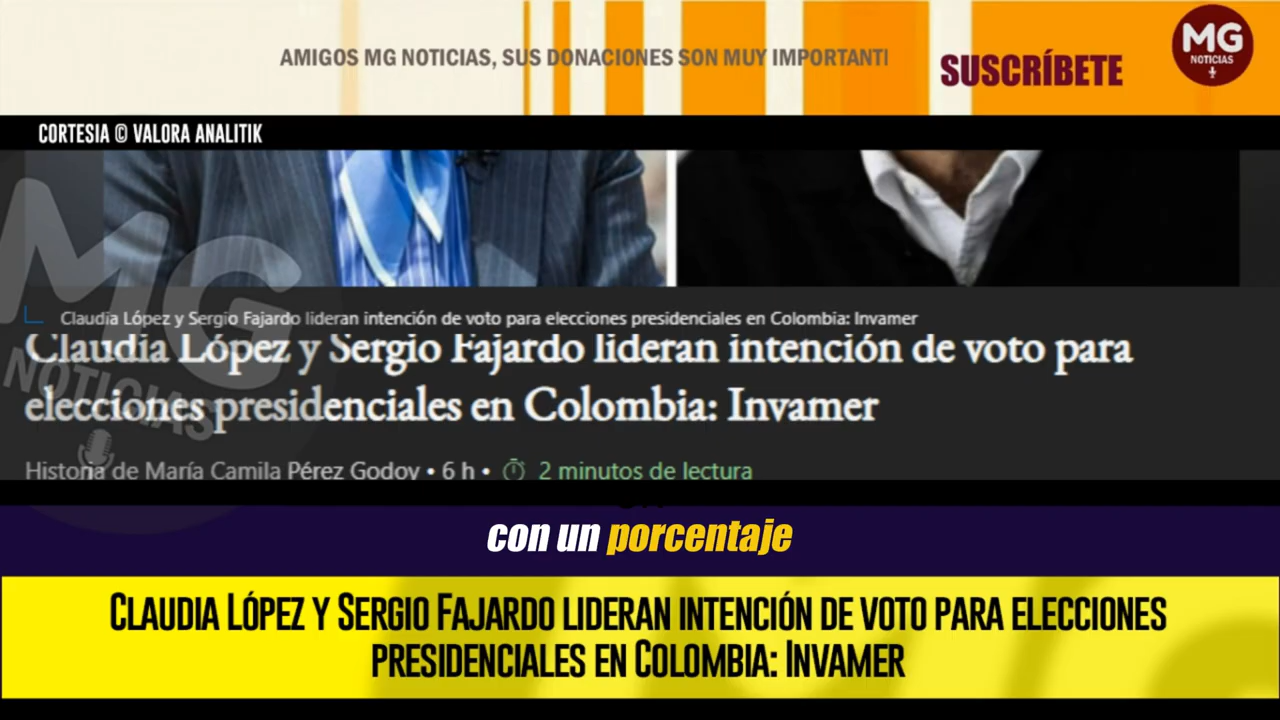 AMIGOS MG NOTICIAS, SUS DONACIONES SON MUY IMPORTANTI
SUSCRÍBETE
MG
NOTICIAS
CORTESIA © VALORA ANALITIK
MG
NOTICIAS
Claudia López y Sergio Fajardo lideran intención de voto para elecciones presidenciales en Colombia: Invamer
Claudia López y Sergio Fajardo lideran intención de voto para
elecciones presidenciales en Colombia: Invamer
Historia de María Camila Pérez Godoy • 6 h • 2 minutos de lectura
con un porcentaje
CLAUDIA LÓPEZ Y SERGIO FAJARDO LIDERAN INTENCIÓN DE VOTO PARA ELECCIONES
PRESIDENCIALES EN COLOMBIA: INVAMER